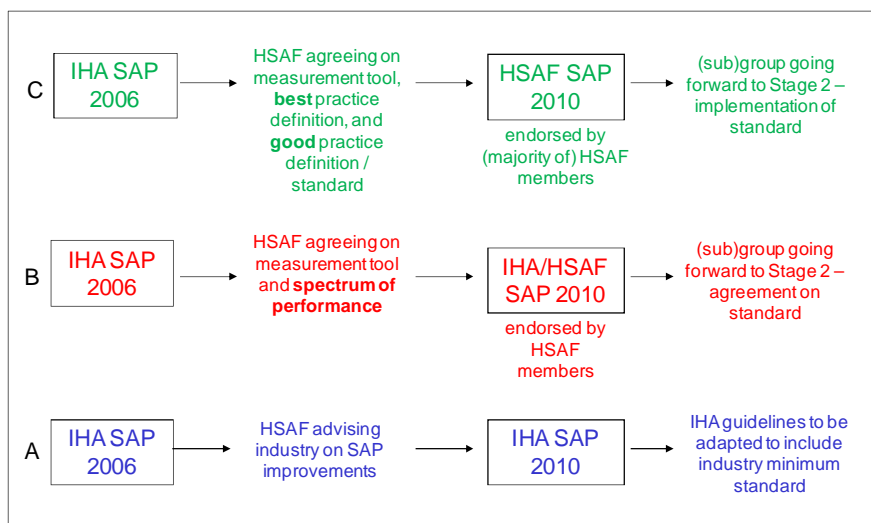 C
IHA SAP
2006
HSAF agreeing on
measurement tool,
best practice
definition, and
good practice
definition /
standard
HSAF SAP
2010
endorsed by
(majority of) HSAF
members
(sub)group going
forward to Stage 2 –
implementation of
standard
B
IHA SAP
2006
HSAF agreeing on
measurement tool
and spectrum of
performance
IHA/HSAF
SAP 2010
endorsed by
HSAF
members
(sub)group going
forward to Stage 2 –
agreement on
standard
A
IHA SAP
2006
HSAF advising
industry on SAP
improvements
IHA SAP
2010
IHA guidelines to be
adapted to include
industry minimum
standard